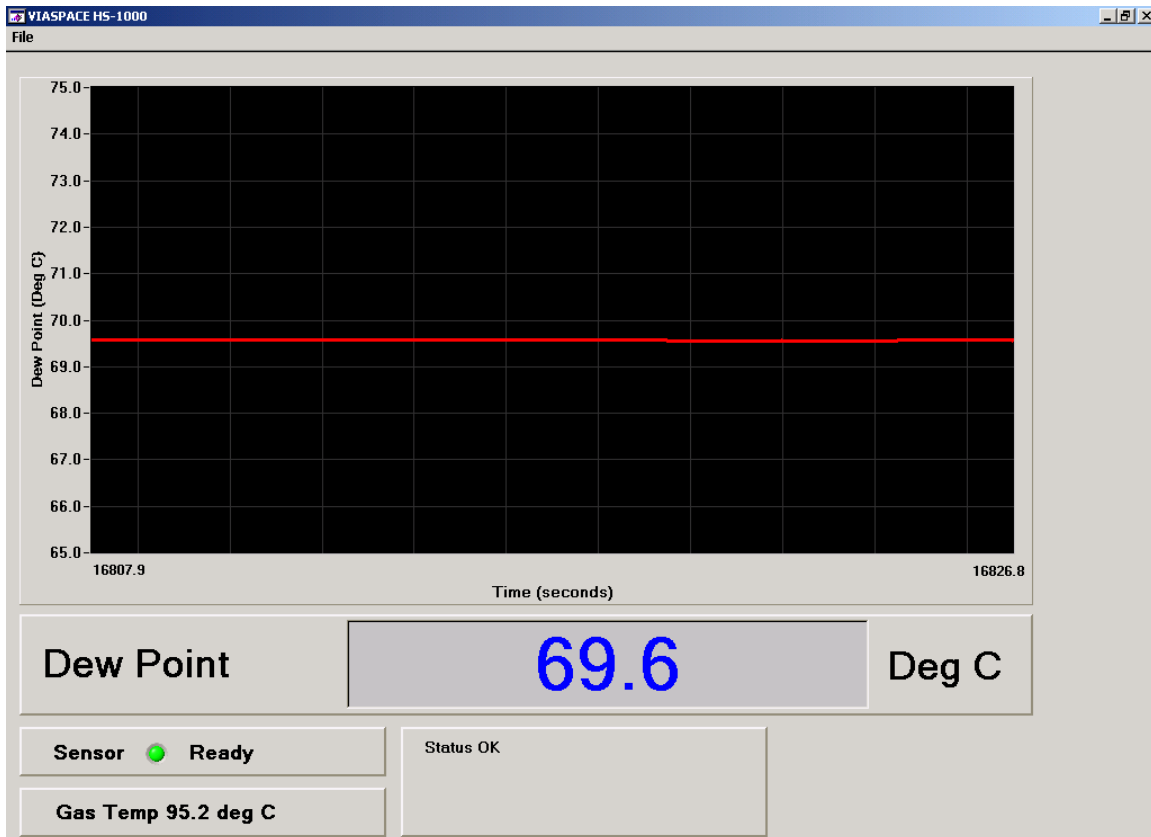 VIASPACE HS-1000
File
75.0
74.0
73.0
72.0
71.0
70.0
69.0
68.0
67.0
66.0
65.0
Dew Point (Deg C)
16807.9 16826.8
Time (seconds)
Dew Point 69.6 Deg C
Sensor Ready
Status OK
Gas Temp 95.2 deg C